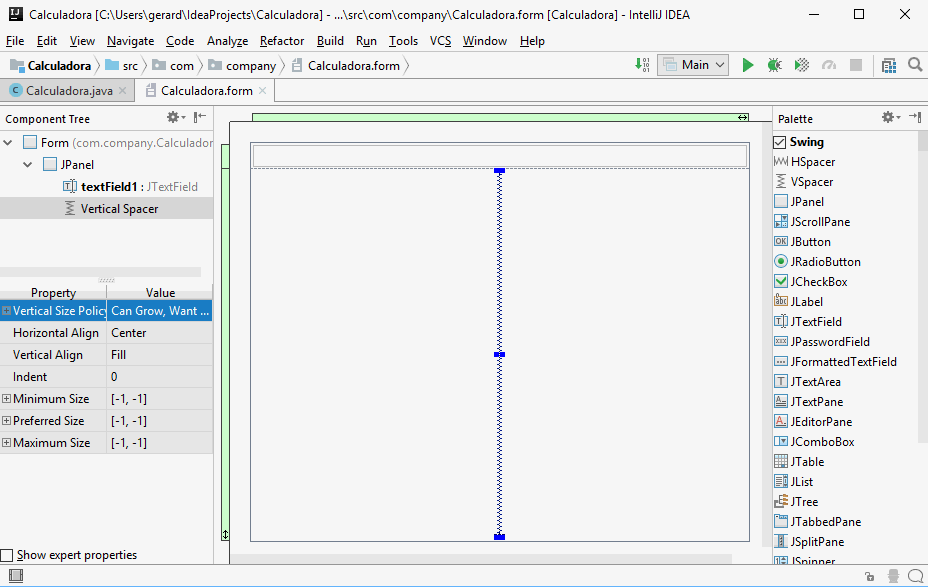 Calculadora [C:\Users\gerard\IdeaProjects\Calculadora] - ...\src\com\company\Calculadora.form [Calculadora] - IntelliJ IDEA
File Edit View Navigate Code Analyze Refactor Build Run Tools VCS Window Help
Calculadora src com company Calculadora.form Main
Calculadora.java Calculadora.form
Component Tree
Form (com.company.Calculador
JPanel
textField1 : JTextField
Vertical Spacer
Property Value
Vertical Size Policy Can Grow, Want ...
Horizontal Align Center
Vertical Align Fill
Indent 0
Minimum Size [-1, -1]
Preferred Size [-1, -1]
Maximum Size [-1, -1]
Show expert properties
Palette
Swing
HSpacer
VSpacer
JPanel
JScrollPane
JButton
JRadioButton
JCheckBox
JLabel
JTextField
JPasswordField
JFormattedTextField
JTextArea
JTextPane
JEditorPane
JComboBox
JTable
JList
JTree
JTabbedPane
JSplitPane
JSpinner